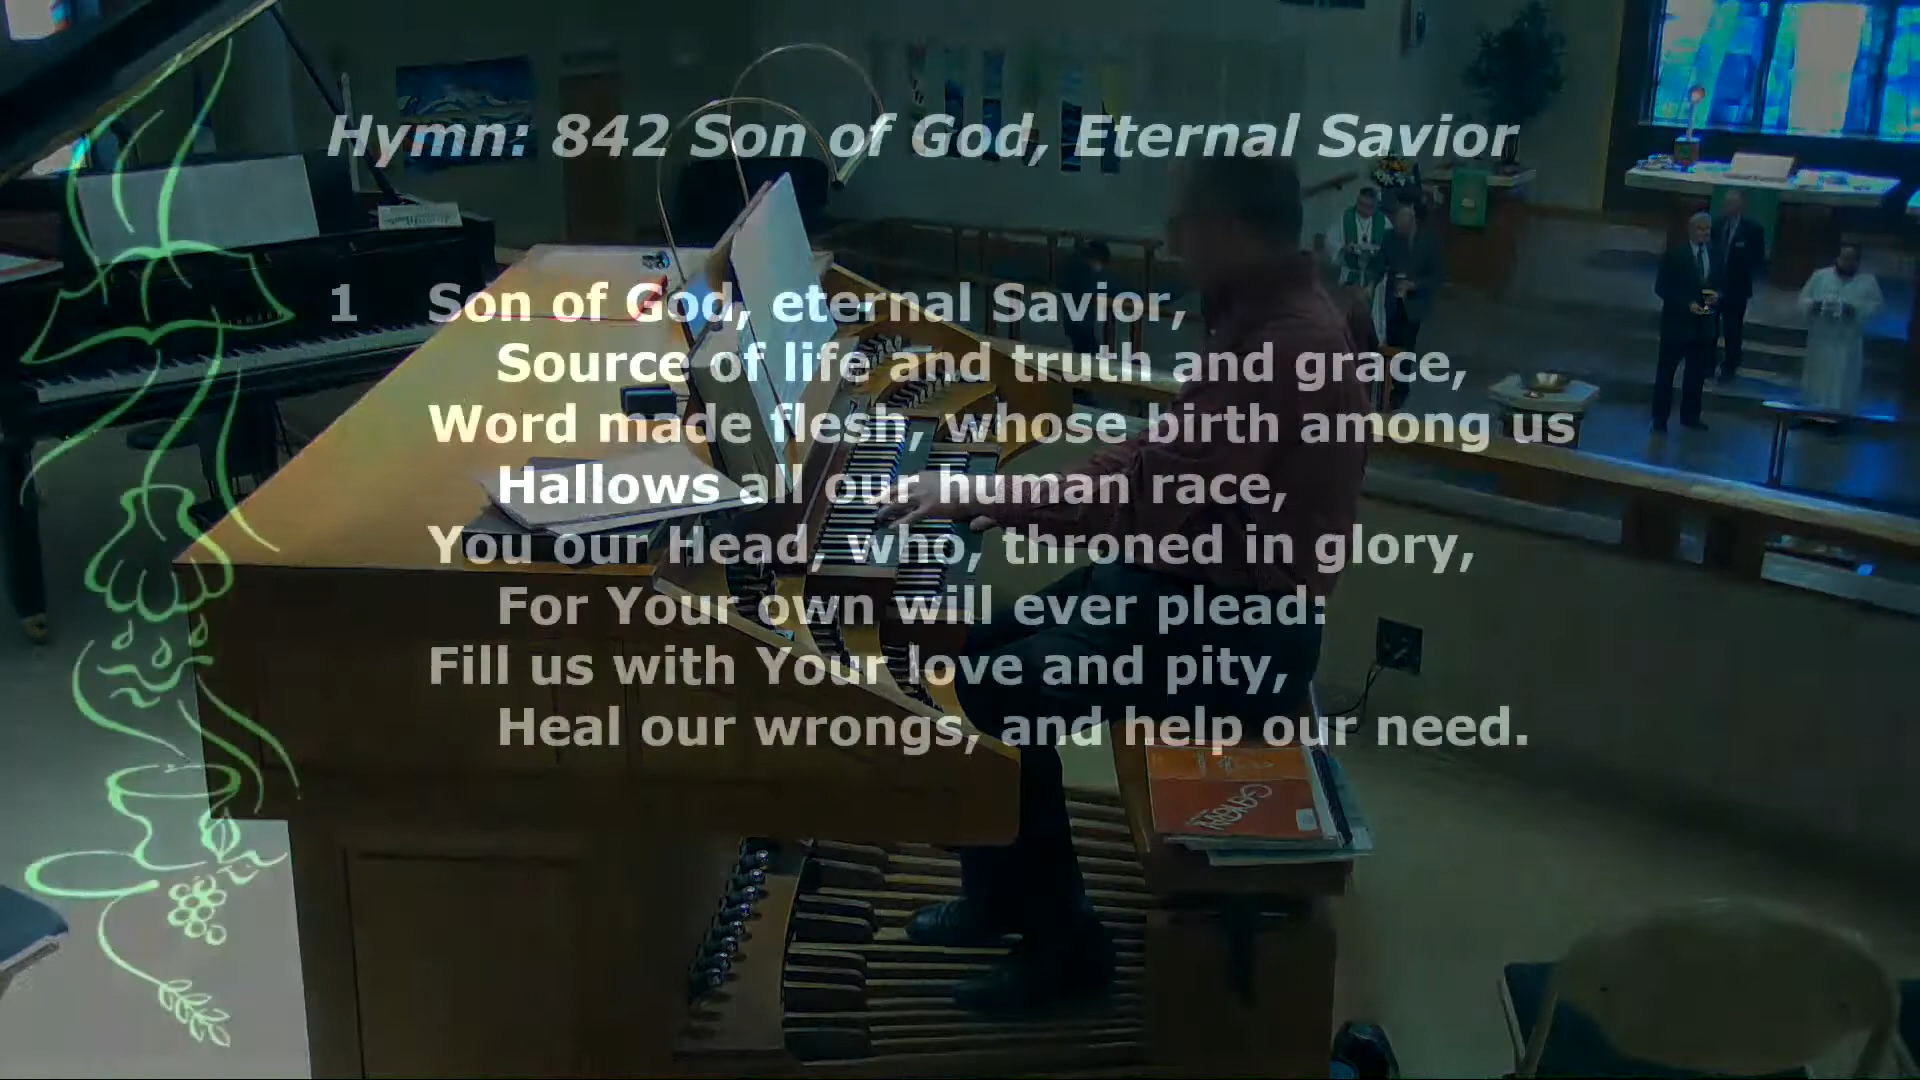 Hymn: 842 Son of God, Eternal Savior
1 Son of God, eternal Savior,
Source of life and truth and grace,
Word made flesh, whose birth among us
Hallows all our human race,
You our Head, who, throned in glory,
For Your own will ever plead:
Fill us with Your love and pity,
Heal our wrongs, and help our need.